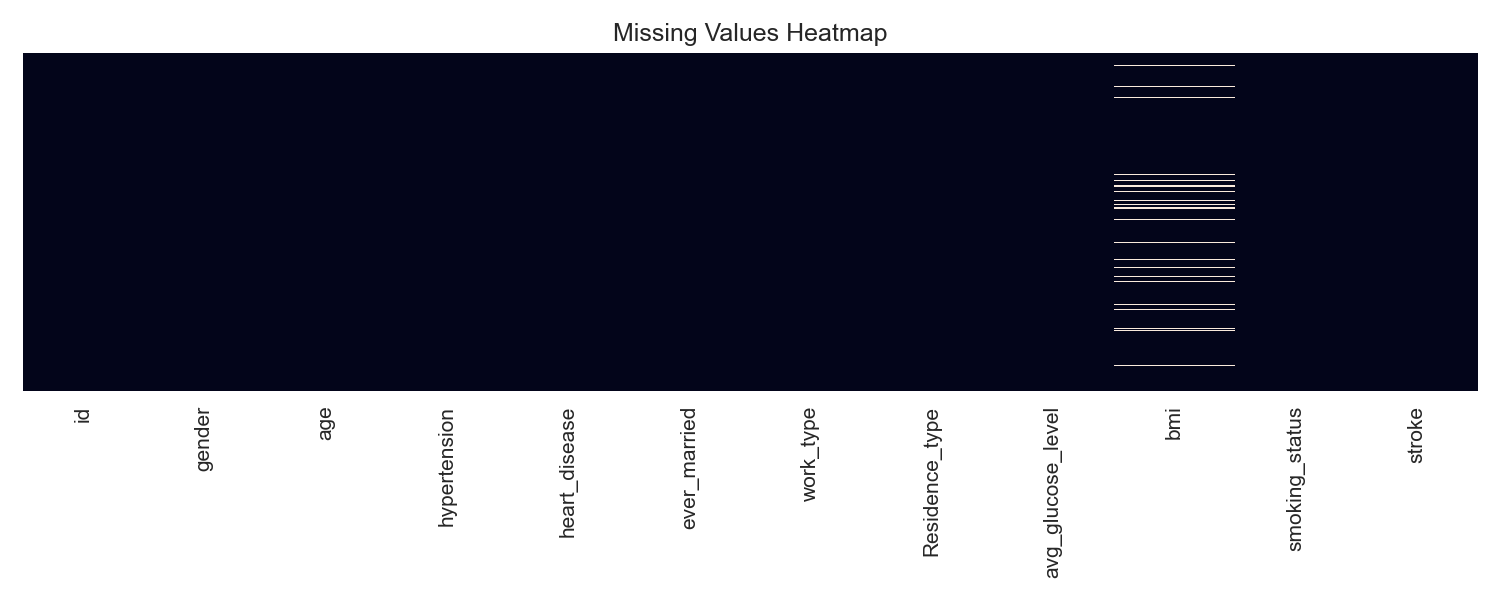 Missing Values Heatmap
id
gender
age
hypertension
heart_disease
ever_married
work_type
Residence_type
avg_glucose_level
bmi
smoking_status
stroke